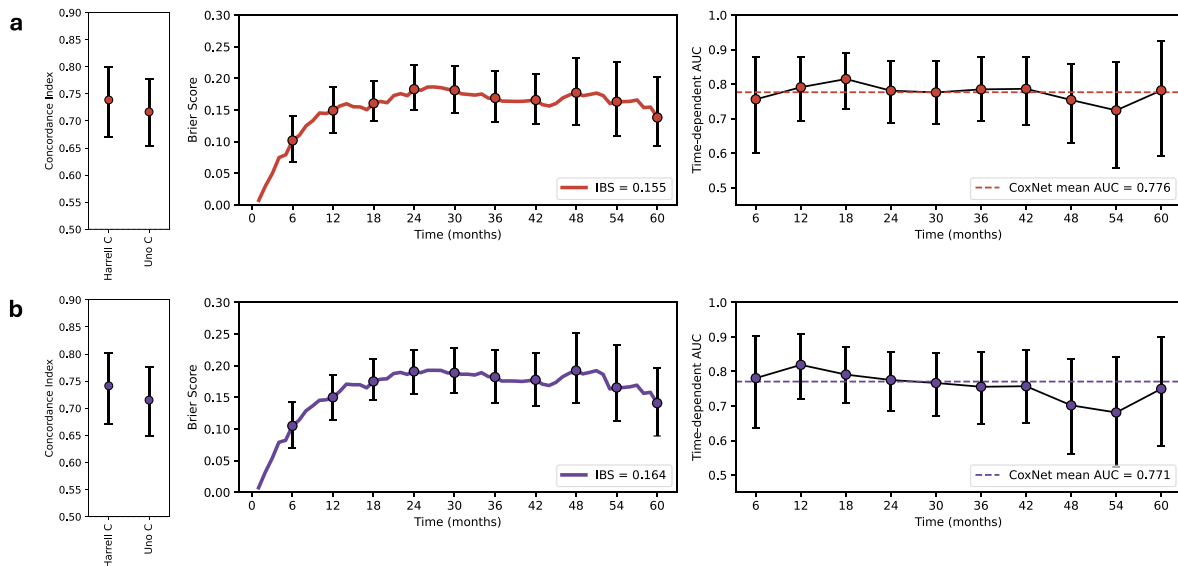 a
Concordance Index
0.90
0.85
0.80
0.75
0.70
0.65
0.60
0.55
0.50
Harrell C
Uno C
Brier Score
0.30
0.25
0.20
0.15
0.10
0.05
0.00
IBS = 0.155
0 6 12 18 24 30 36 42 48 54 60
Time (months)
Time-dependent AUC
1.0
0.9
0.8
0.7
0.6
0.5
CoxNet mean AUC = 0.776
6 12 18 24 30 36 42 48 54 60
Time (months)
b
Concordance Index
0.90
0.85
0.80
0.75
0.70
0.65
0.60
0.55
0.50
Harrell C
Uno C
Brier Score
0.30
0.25
0.20
0.15
0.10
0.05
0.00
IBS = 0.164
0 6 12 18 24 30 36 42 48 54 60
Time (months)
Time-dependent AUC
1.0
0.9
0.8
0.7
0.6
0.5
CoxNet mean AUC = 0.771
6 12 18 24 30 36 42 48 54 60
Time (months)